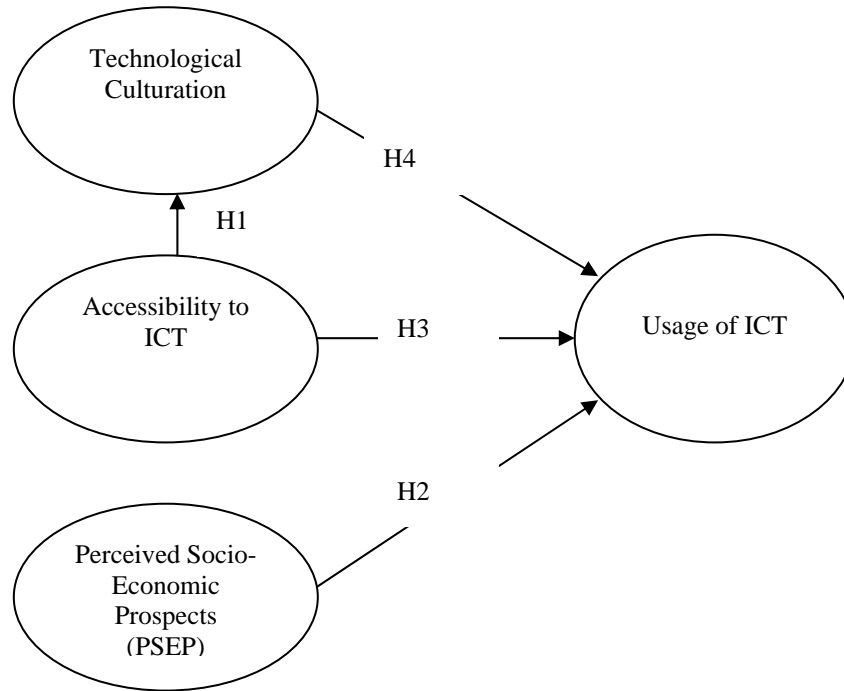 Technological
Culturation
H4
H1
Accessibility to
ICT
H3
Usage of ICT
H2
Perceived Socio-
Economic
Prospects
(PSEP)